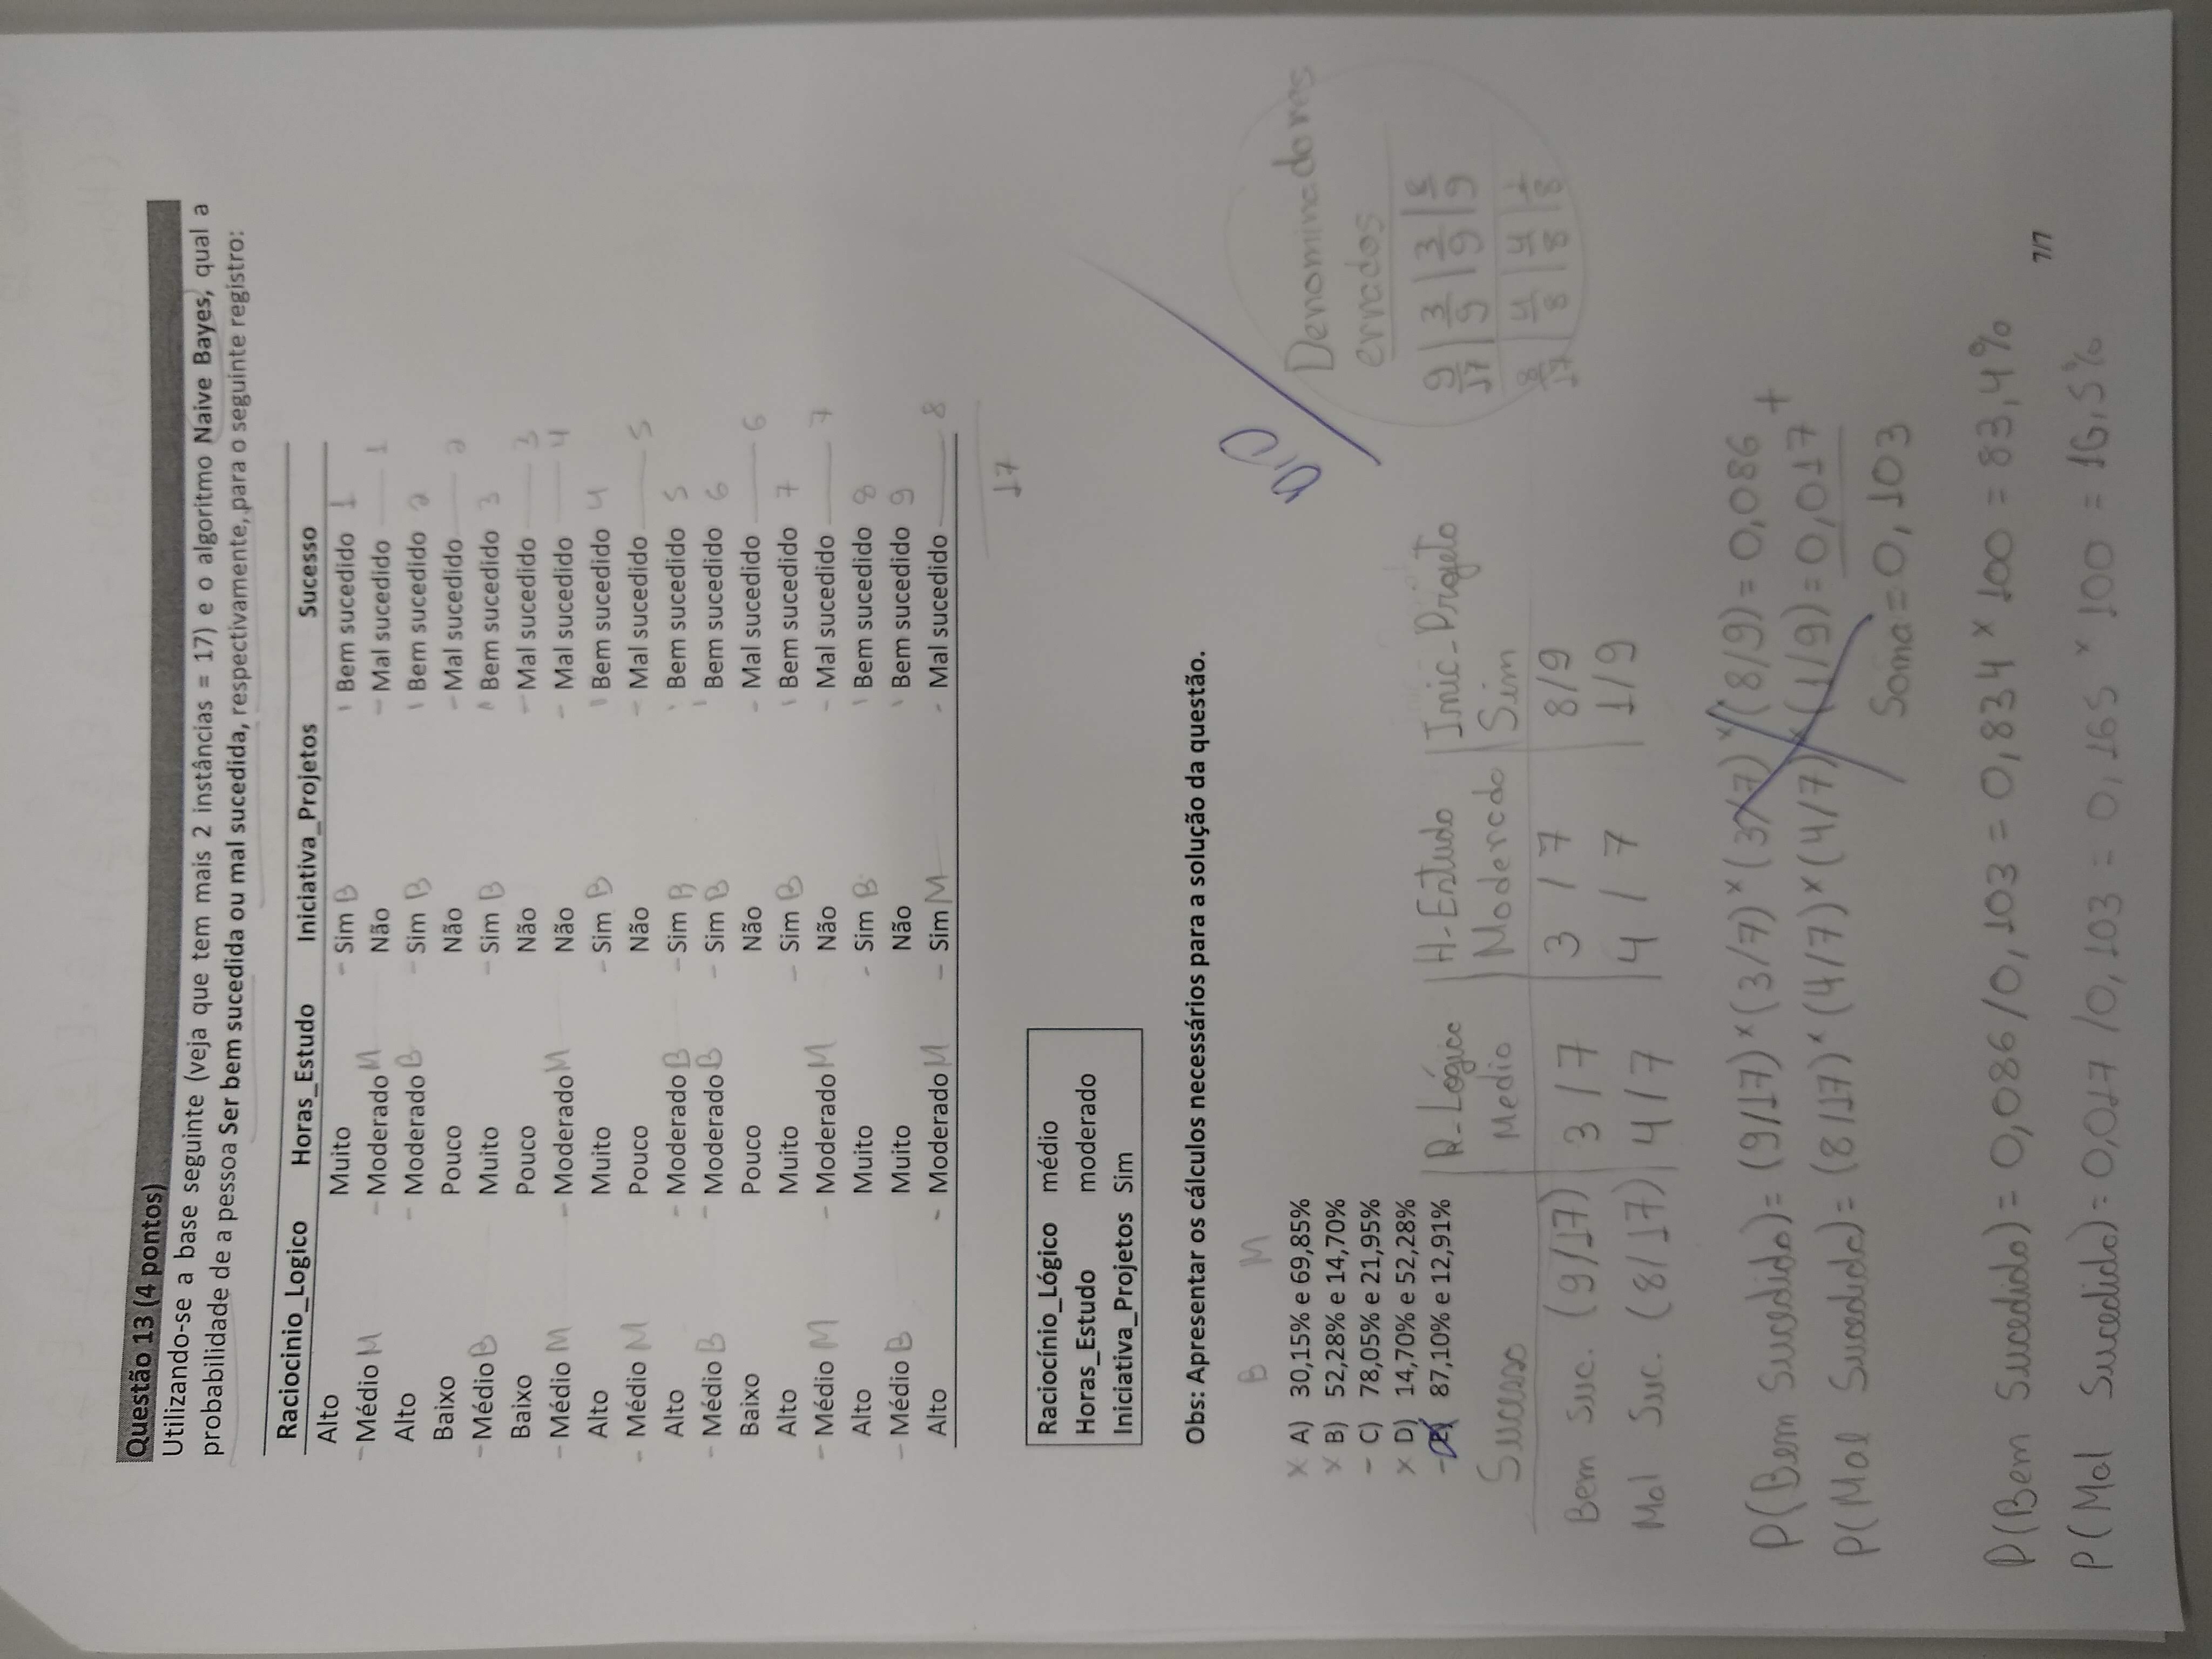 Questão 13 (4 pontos)
Utilizando-se a base seguinte (veja que tem mais 2 instâncias = 17) e o algoritmo Naive Bayes, qual a
probabilidade de a pessoa Ser bem sucedida ou mal sucedida, respectivamente, para o seguinte registro:
Raciocinio_Logico Horas_Estudo Iniciativa_Projetos Sucesso
Alto Muito - Sim B Bem sucedido 1
- Médio M - Moderado M Não - Mal sucedido 1
Alto - Moderado B - Sim B Bem sucedido 2
Baixo Pouco Não - Mal sucedido 2
- Médio B Muito - Sim B Bem sucedido 3
Baixo Pouco Não - Mal sucedido 3
- Médio M - Moderado M Não - Mal sucedido 4
Alto Muito - Sim B Bem sucedido 4
- Médio M Pouco Não - Mal sucedido 5
Alto - Moderado B - Sim B Bem sucedido 5
- Médio B - Moderado B - Sim B Bem sucedido 6
Baixo Pouco Não - Mal sucedido 6
Alto Muito - Sim B Bem sucedido 7
- Médio M - Moderado M Não - Mal sucedido 7
Alto Muito - Sim B Bem sucedido 8
- Médio B Muito Não Bem sucedido 9
Alto - Moderado M - Sim M - Mal sucedido 8
17
Raciocínio_Lógico médio
Horas_Estudo moderado
Iniciativa_Projetos Sim
Obs: Apresentar os cálculos necessários para a solução da questão.
B M
x A) 30,15% e 69,85%
x B) 52,28% e 14,70%
- C) 78,05% e 21,95%
x D) 14,70% e 52,28%
- E) 87,10% e 12,91%
0,0
Denominadores
errados
9/17 | 3/9 | 3/9 | 8/9
8/17 | 4/8 | 4/8 | 1/8
R-Lógico H-Estudo Inic-Projeto
Sucesso Medio Moderado Sim
Bem Suc. (9/17) 3/7 3/7 8/9
Mal Suc. (8/17) 4/7 4/7 1/9
P(Bem Sucedido)= (9/17) x (3/7) x (3/7) x (8/9) = 0,086 +
P(Mal Sucedido)= (8/17) x (4/7) x (4/7) x (1/9) = 0,017
Soma = 0,103
P(Bem Sucedido)= 0,086/0,103 = 0,834 x 100 = 83,4%
7/7
P(Mal Sucedido)= 0,017/0,103 = 0,165 x 100 = 16,5%